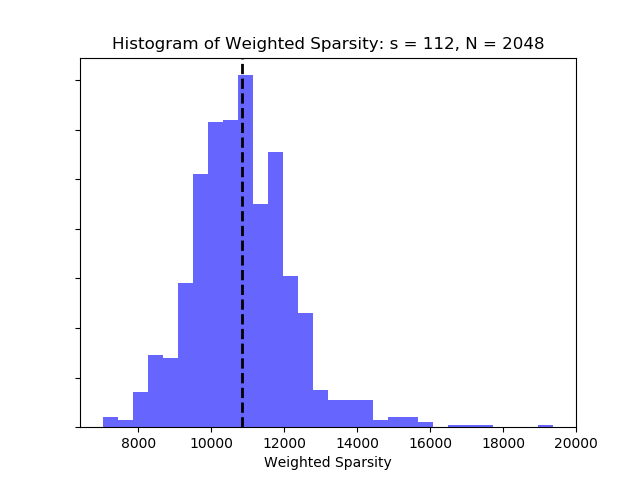 Histogram of Weighted Sparsity: s = 112, N = 2048
8000 10000 12000 14000 16000 18000 20000
Weighted Sparsity